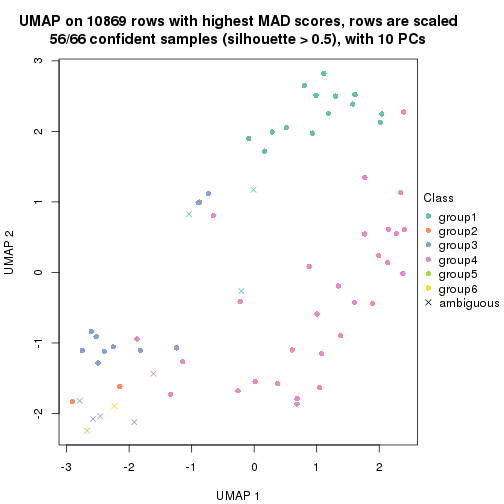 UMAP on 10869 rows with highest MAD scores, rows are scaled
56/66 confident samples (silhouette > 0.5), with 10 PCs
3
2
1
0
-1
-2
UMAP 2
-3
-2
-1
0
1
2
UMAP 1
Class
group1
group2
group3
group4
group5
group6
ambiguous